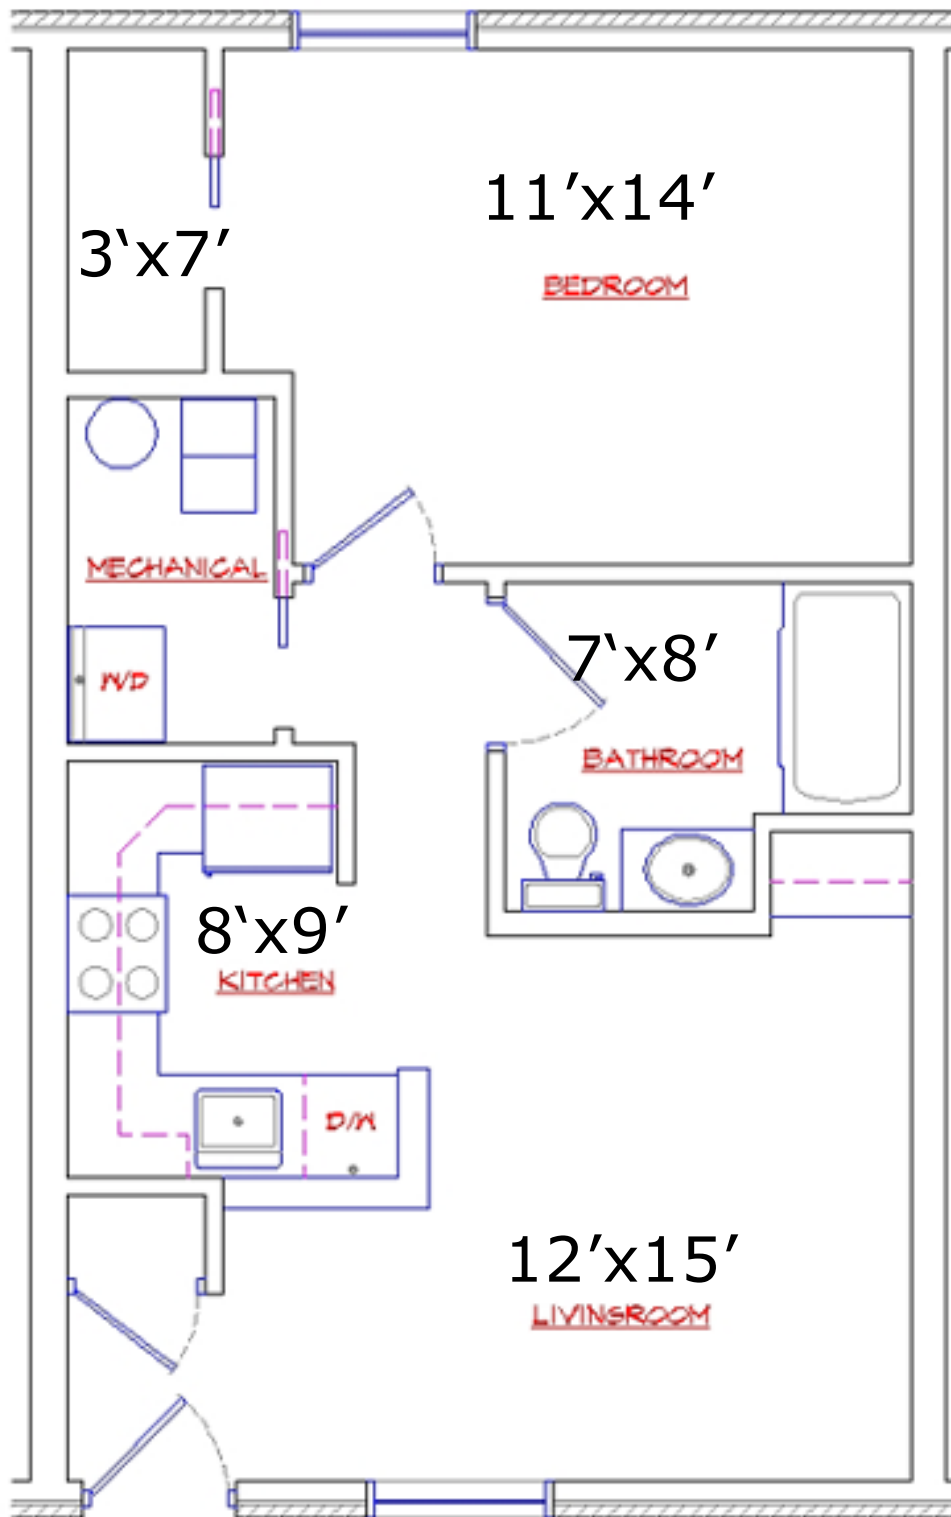 11’x14’
3‘x7’
BEDROOM
MECHANICAL
7‘x8’
W/D
BATHROOM
8‘x9’
KITCHEN
D/W
12’x15’
LIVINGROOM